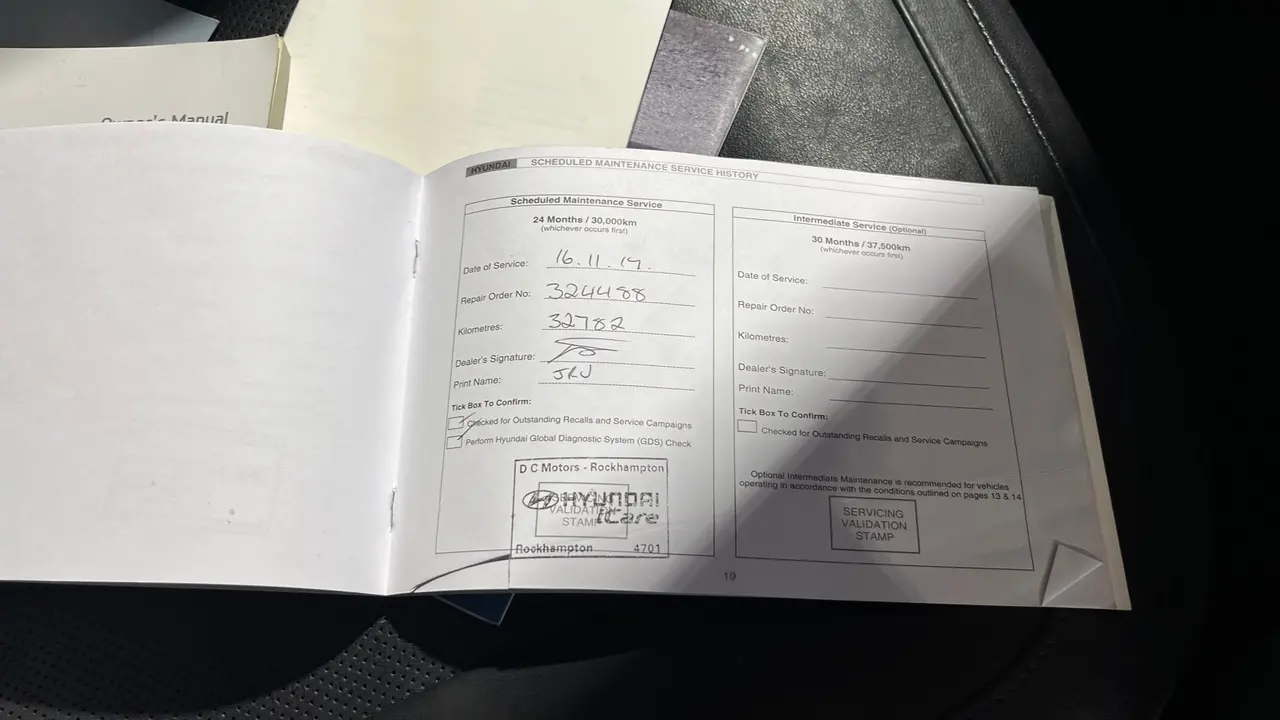 Owner's Manual
HYUNDAI SCHEDULED MAINTENANCE SERVICE HISTORY
Scheduled Maintenance Service
24 Months / 30,000km
(whichever occurs first)
Date of Service: 16.11.19.
Repair Order No: 324488
Kilometres: 32782
Dealer's Signature:
Print Name:
Tick Box To Confirm:
Checked for Outstanding Recalls and Service Campaigns
Perform Hyundai Global Diagnostic System (GDS) Check
D C Motors - Rockhampton
SERVICING
HYUNDAI
VALIDATION
iCare
STAMP
Rockhampton 4701
Intermediate Service (Optional)
30 Months / 37,500km
(whichever occurs first)
Date of Service:
Repair Order No:
Kilometres:
Dealer's Signature:
Print Name:
Tick Box To Confirm:
Checked for Outstanding Recalls and Service Campaigns
Optional Intermediate Maintenance is recommended for vehicles
operating in accordance with the conditions outlined on pages 13 & 14
SERVICING
VALIDATION
STAMP
19